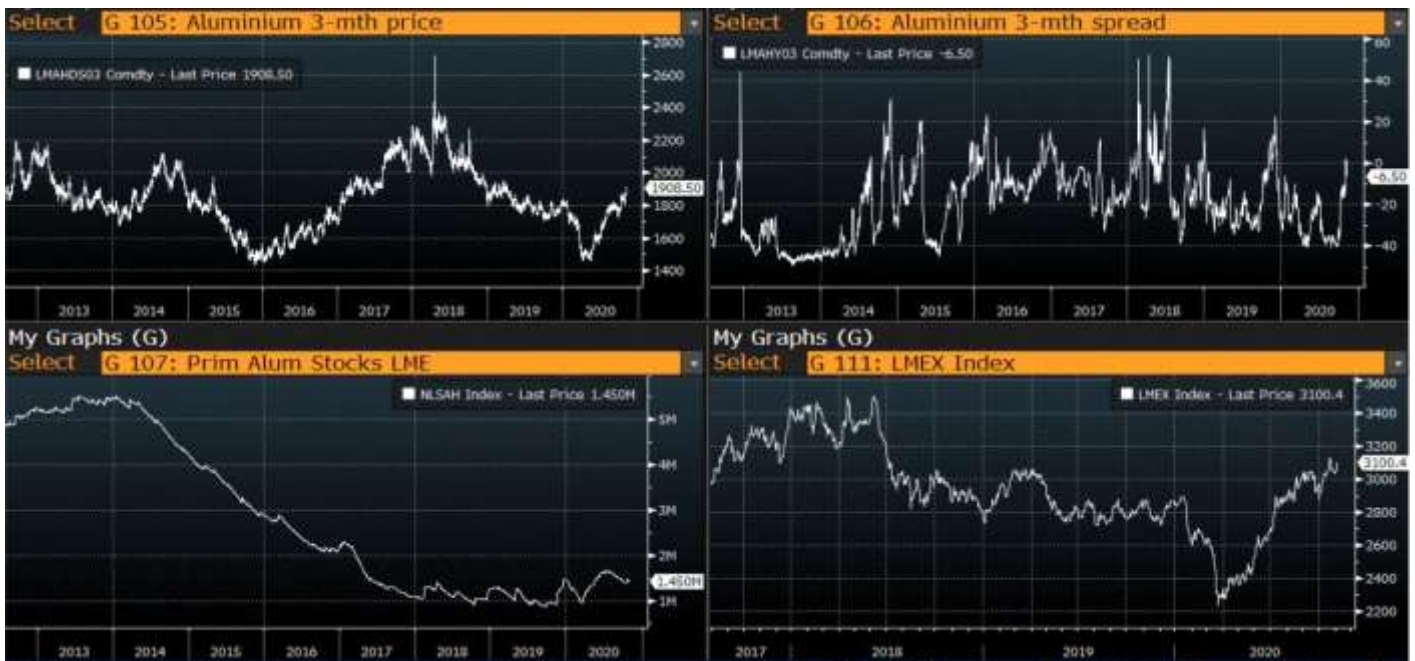 Select G 105: Aluminium 3-mth price
LMAHDS03 Comdty - Last Price 1908.50
2800
2600
2400
2200
2000
1908.50
1800
1600
1400
2013 2014 2015 2016 2017 2018 2019 2020
Select G 106: Aluminium 3-mth spread
LMAHY03 Comdty - Last Price -6.50
60
40
20
0
-6.50
-20
-40
2013 2014 2015 2016 2017 2018 2019 2020
My Graphs (G)
Select G 107: Prim Alum Stocks LME
NLSAH Index - Last Price 1.450M
5M
4M
3M
2M
1.450M
1M
2013 2014 2015 2016 2017 2018 2019 2020
My Graphs (G)
Select G 111: LMEX Index
LMEX Index - Last Price 3100.4
3600
3400
3200
3100.4
3000
2800
2600
2400
2200
2017 2018 2019 2020